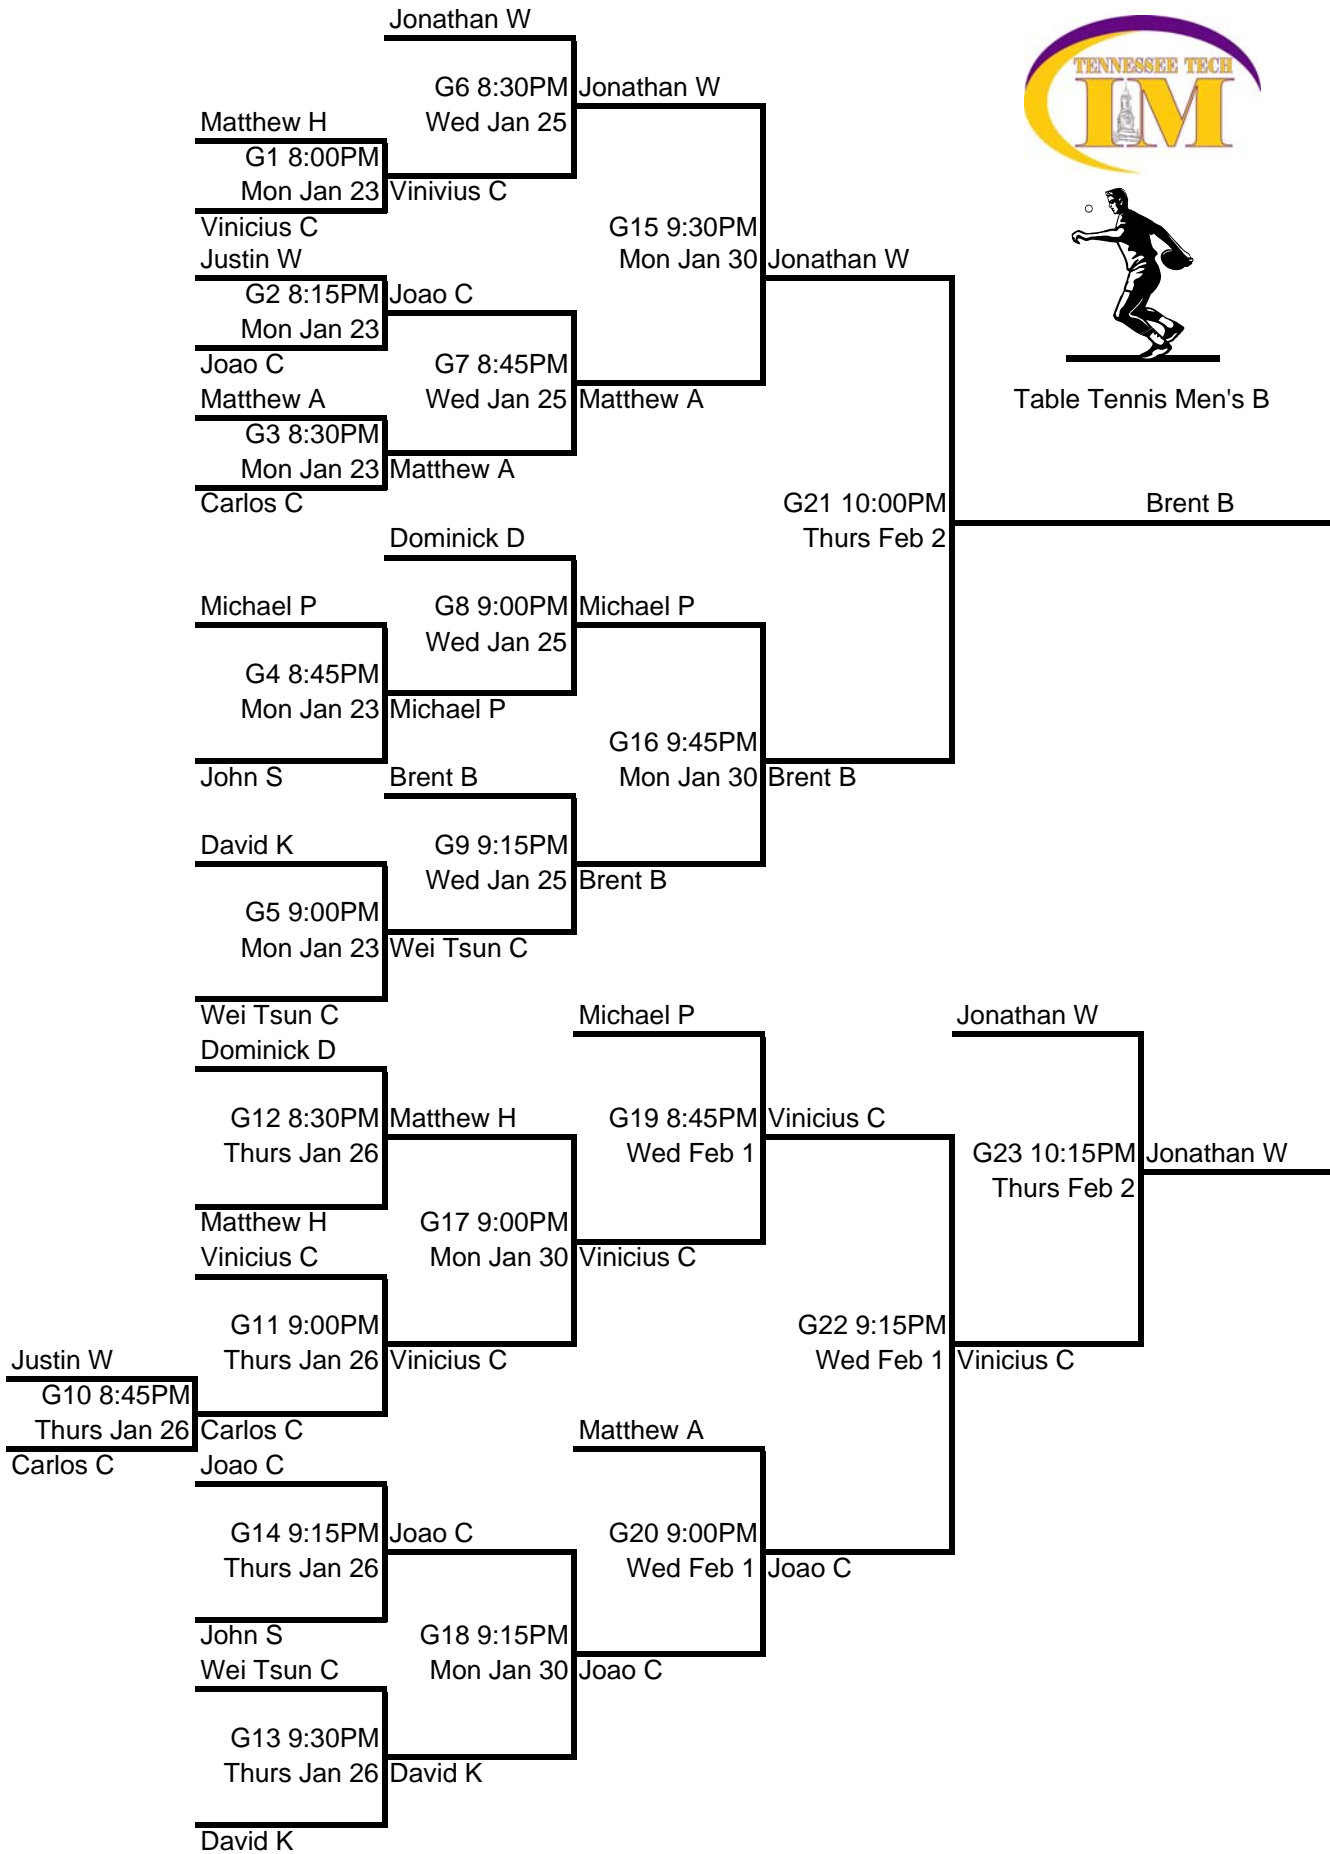 Jonathan W
TENNESSEE TECH
IM
G6 8:30PM
Wed Jan 25
Jonathan W
Matthew H
G1 8:00PM
Mon Jan 23
Vinivius C
Vinicius C
Justin W
G2 8:15PM
Mon Jan 23
Joao C
Joao C
G15 9:30PM
Mon Jan 30
Jonathan W
G7 8:45PM
Wed Jan 25
Matthew A
Matthew A
G3 8:30PM
Mon Jan 23
Matthew A
Carlos C
Table Tennis Men's B
G21 10:00PM
Thurs Feb 2
Brent B
Dominick D
G8 9:00PM
Wed Jan 25
Michael P
Michael P
G4 8:45PM
Mon Jan 23
Michael P
John S
G16 9:45PM
Mon Jan 30
Brent B
Brent B
G9 9:15PM
Wed Jan 25
Brent B
David K
G5 9:00PM
Mon Jan 23
Wei Tsun C
Wei Tsun C
Michael P
Jonathan W
Dominick D
G12 8:30PM
Thurs Jan 26
Matthew H
Matthew H
G19 8:45PM
Wed Feb 1
Vinicius C
G23 10:15PM
Thurs Feb 2
Jonathan W
G17 9:00PM
Mon Jan 30
Vinicius C
Vinicius C
G11 9:00PM
Thurs Jan 26
Vinicius C
G22 9:15PM
Wed Feb 1
Vinicius C
Justin W
G10 8:45PM
Thurs Jan 26
Carlos C
Carlos C
Matthew A
Joao C
G14 9:15PM
Thurs Jan 26
Joao C
John S
G20 9:00PM
Wed Feb 1
Joao C
G18 9:15PM
Mon Jan 30
Joao C
Wei Tsun C
G13 9:30PM
Thurs Jan 26
David K
David K